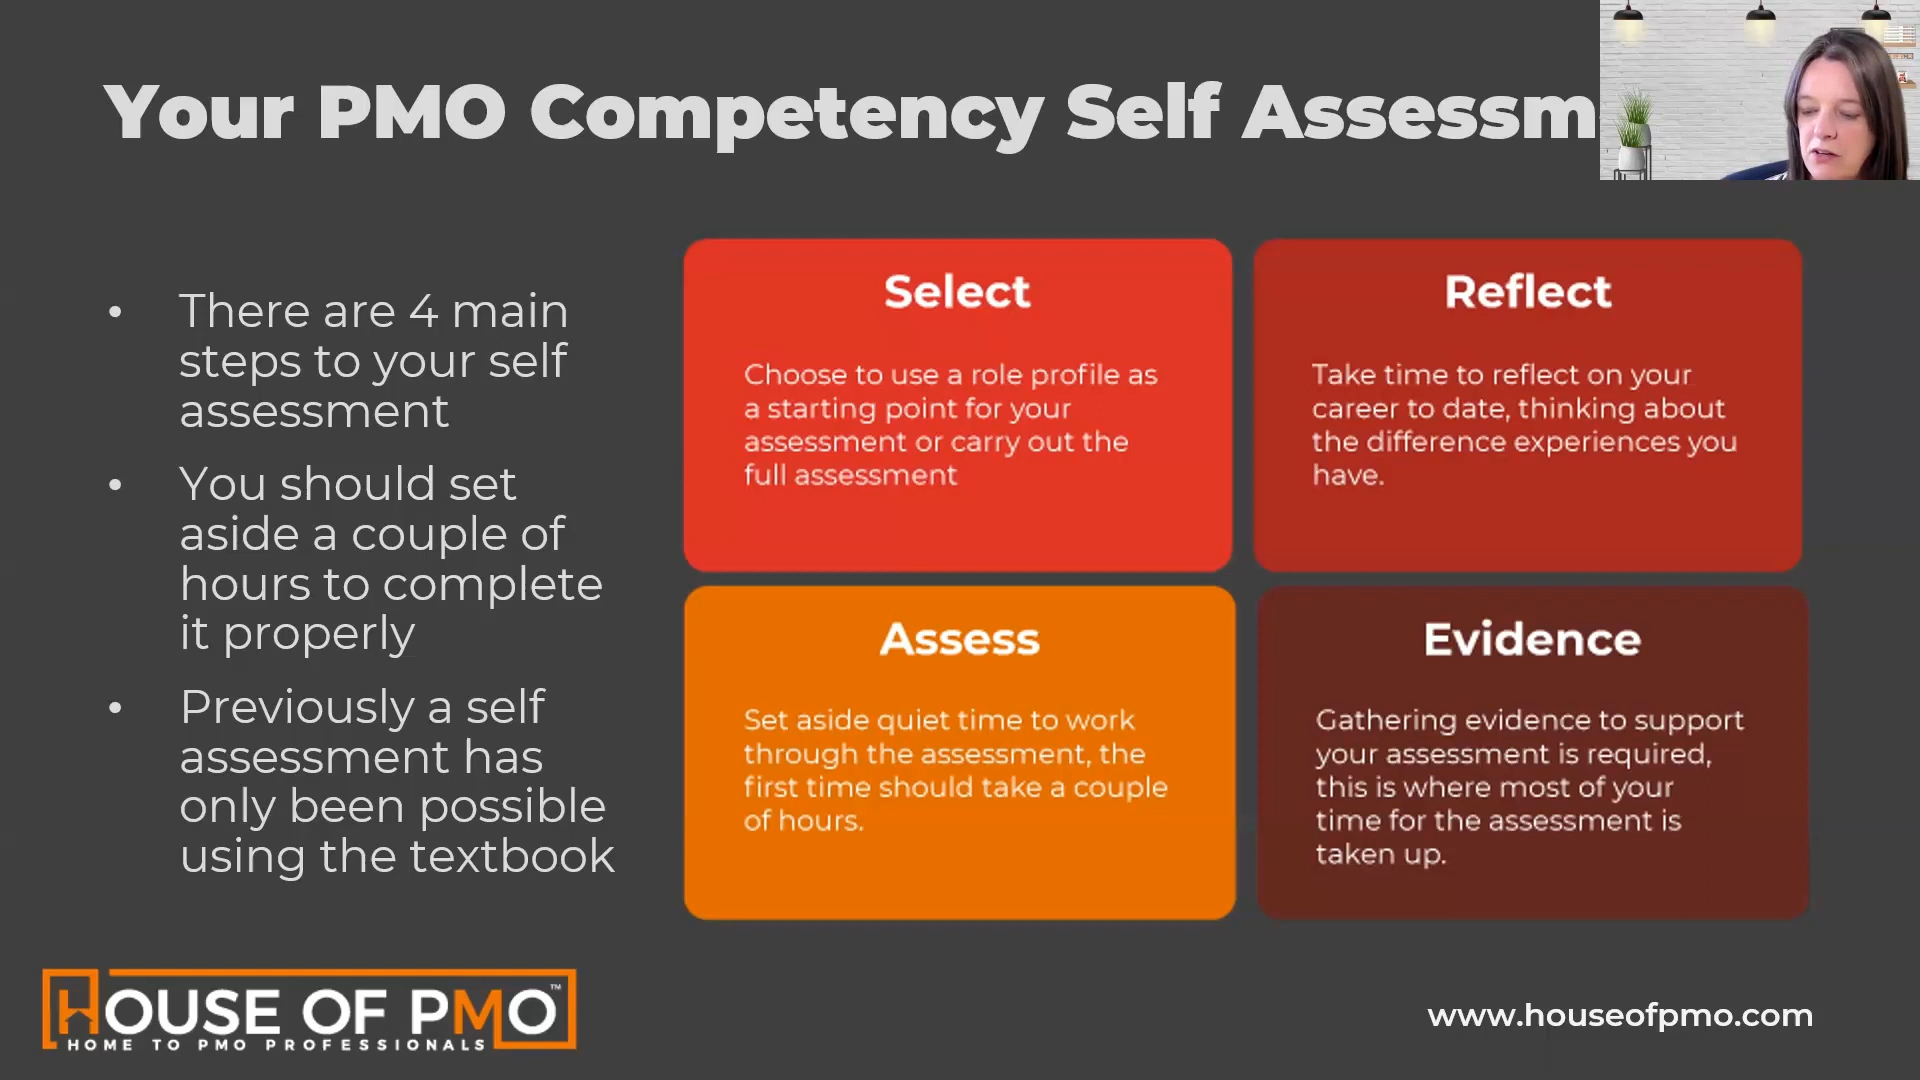 Your PMO Competency Self Assessm
• There are 4 main
steps to your self
assessment
• You should set
aside a couple of
hours to complete
it properly
• Previously a self
assessment has
only been possible
using the textbook
Select
Choose to use a role profile as
a starting point for your
assessment or carry out the
full assessment
Reflect
Take time to reflect on your
career to date, thinking about
the difference experiences you
have.
Assess
Set aside quiet time to work
through the assessment, the
first time should take a couple
of hours.
Evidence
Gathering evidence to support
your assessment is required,
this is where most of your
time for the assessment is
taken up.
HOUSE OF PMO™
HOME TO PMO PROFESSIONALS
www.houseofpmo.com